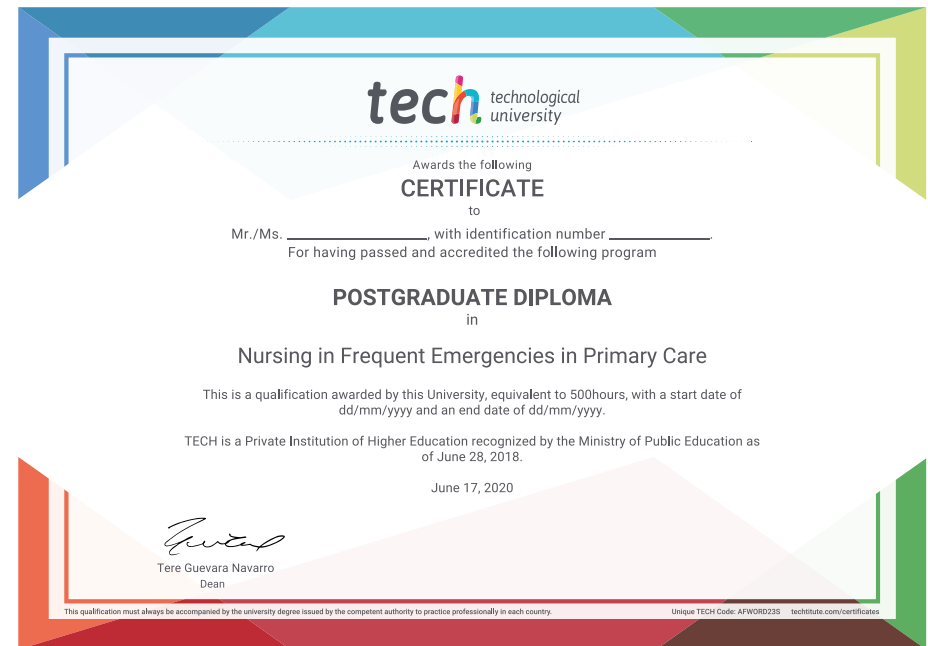 tech technological
university
Awards the following
CERTIFICATE
to
Mr./Ms. ____________________, with identification number ______________.
For having passed and accredited the following program
POSTGRADUATE DIPLOMA
in
Nursing in Frequent Emergencies in Primary Care
This is a qualification awarded by this University, equivalent to 500hours, with a start date of
dd/mm/yyyy and an end date of dd/mm/yyyy.
TECH is a Private Institution of Higher Education recognized by the Ministry of Public Education as
of June 28, 2018.
June 17, 2020
Tere Guevara Navarro
Dean
This qualification must always be accompanied by the university degree issued by the competent authority to practice professionally in each country.
Unique TECH Code: AFWORD23S techtitute.com/certificates